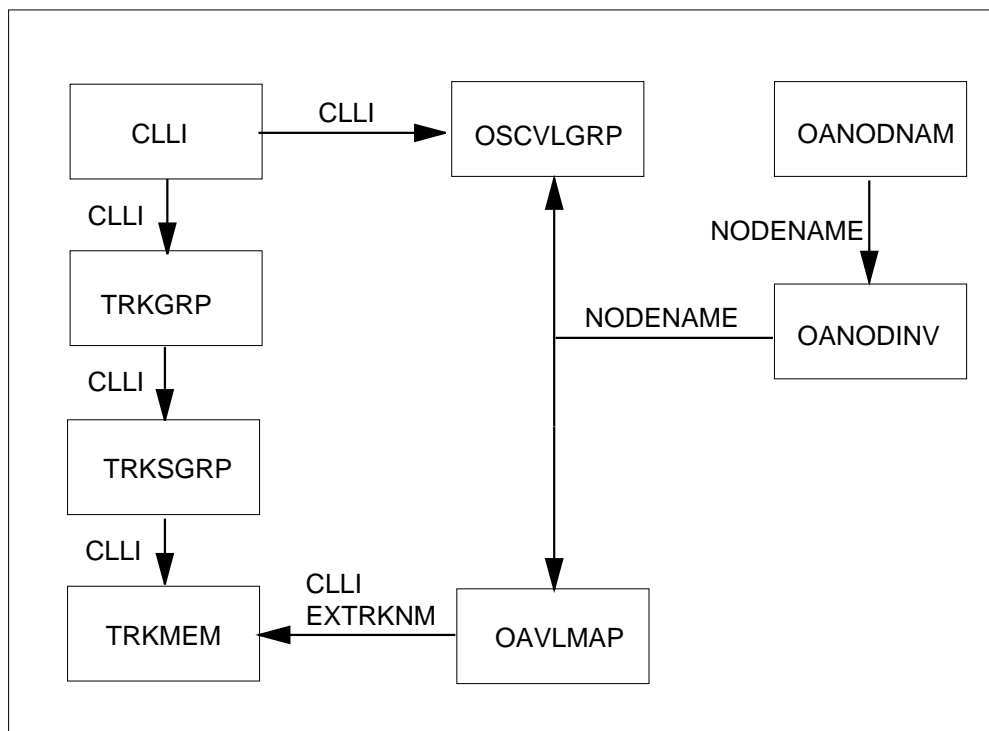 CLLI
CLLI
OSCVLGRP
OANODNAM
CLLI
NODENAME
TRKGRP
NODENAME
OANODINV
CLLI
TRKSGRP
CLLI
CLLI
EXTRKNM
TRKMEM
OAVLMAP